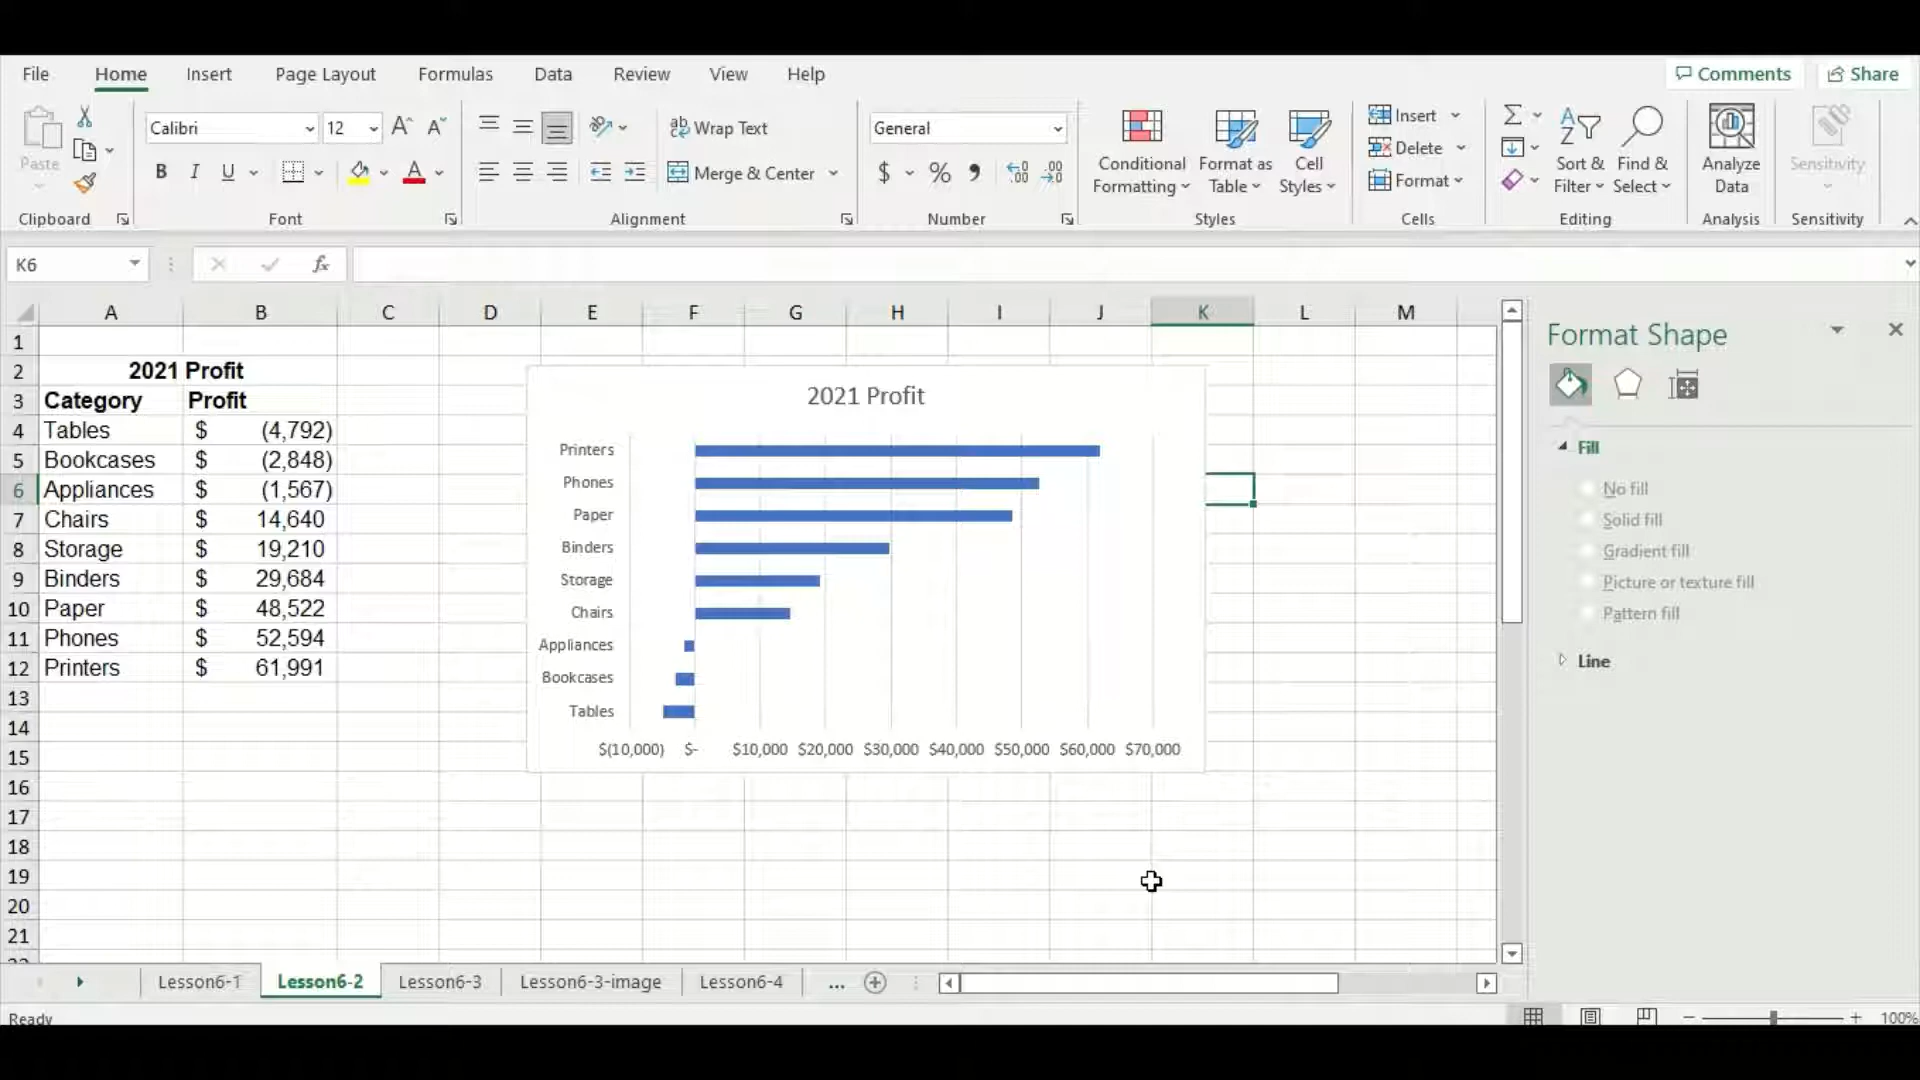 File Home Insert Page Layout Formulas Data Review View Help Comments Share
Calibri 12 A A ab Wrap Text General Insert Σ
Paste B I U A Merge & Center $ % Conditional Formatting Format as Table Cell Styles Delete Format Sort & Filter Find & Select Analyze Data Sensitivity
Clipboard Font Alignment Number Styles Cells Editing Analysis Sensitivity
K6 fx
A B C D E F G H I J K L M
1
2 2021 Profit
3 Category Profit
4 Tables $ (4,792)
5 Bookcases $ (2,848)
6 Appliances $ (1,567)
7 Chairs $ 14,640
8 Storage $ 19,210
9 Binders $ 29,684
10 Paper $ 48,522
11 Phones $ 52,594
12 Printers $ 61,991
13
14
15
16
17
18
19
20
21
2021 Profit
Printers
Phones
Paper
Binders
Storage
Chairs
Appliances
Bookcases
Tables
$(10,000) $- $10,000 $20,000 $30,000 $40,000 $50,000 $60,000 $70,000
Format Shape
Fill
No fill
Solid fill
Gradient fill
Picture or texture fill
Pattern fill
Line
Lesson6-1 Lesson6-2 Lesson6-3 Lesson6-3-image Lesson6-4 ...
Ready 100%